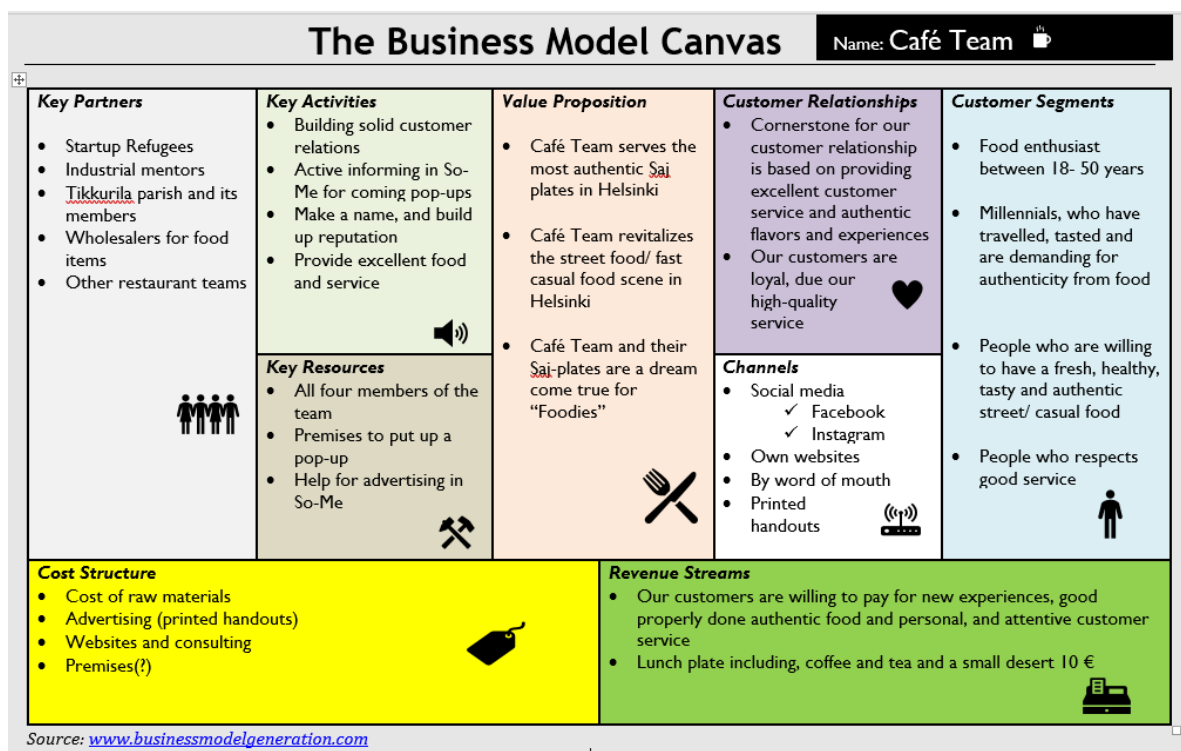 The Business Model Canvas
Name: Café Team
Key Partners
• Startup Refugees
• Industrial mentors
• Tikkurila parish and its
members
• Wholesalers for food
items
• Other restaurant teams
Key Activities
• Building solid customer
relations
• Active informing in So-
Me for coming pop-ups
• Make a name, and build
up reputation
• Provide excellent food
and service
Key Resources
• All four members of the
team
• Premises to put up a
pop-up
• Help for advertising in
So-Me
Value Proposition
• Café Team serves the
most authentic Saj
plates in Helsinki
• Café Team revitalizes
the street food/ fast
casual food scene in
Helsinki
• Café Team and their
Saj-plates are a dream
come true for
“Foodies”
Customer Relationships
• Cornerstone for our
customer relationship
is based on providing
excellent customer
service and authentic
flavors and experiences
• Our customers are
loyal, due our
high-quality
service
Channels
• Social media
✓ Facebook
✓ Instagram
• Own websites
• By word of mouth
• Printed
handouts
Customer Segments
• Food enthusiast
between 18- 50 years
• Millennials, who have
travelled, tasted and
are demanding for
authenticity from food
• People who are willing
to have a fresh, healthy,
tasty and authentic
street/ casual food
• People who respects
good service
Cost Structure
• Cost of raw materials
• Advertising (printed handouts)
• Websites and consulting
• Premises(?)
Revenue Streams
• Our customers are willing to pay for new experiences, good
properly done authentic food and personal, and attentive customer
service
• Lunch plate including, coffee and tea and a small desert 10 €
Source: www.businessmodelgeneration.com